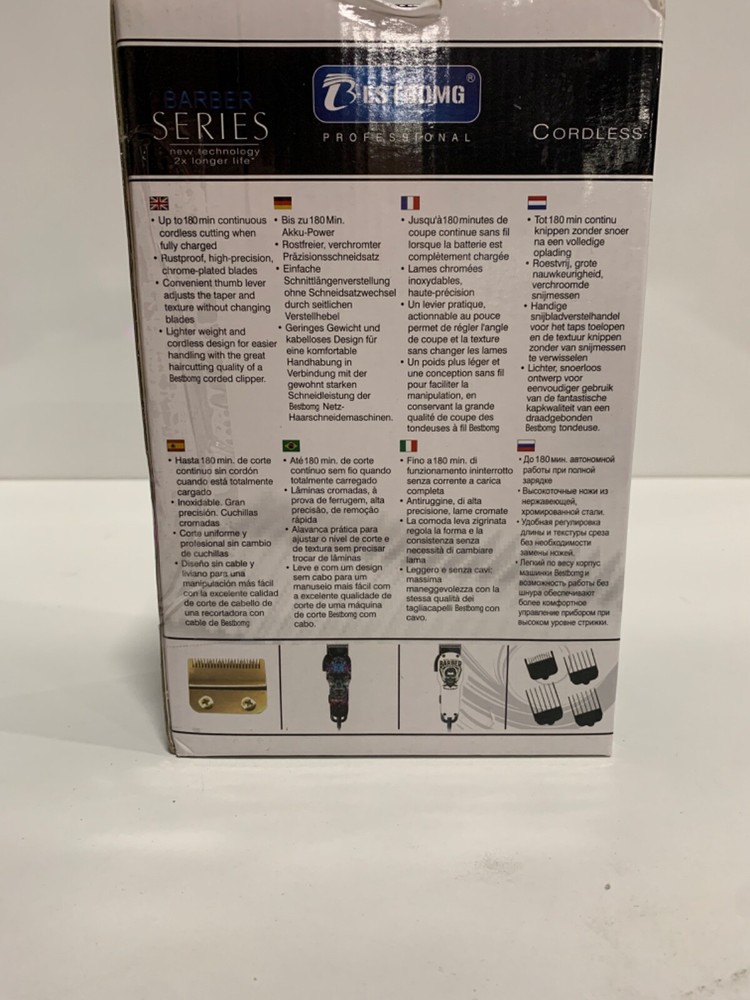 BARBER
SERIES
new technology
2x longer life*
BESTBOMG®
PROFESSIONAL
CORDLESS
• Up to 180 min continuous
cordless cutting when
fully charged
• Rustproof, high-precision,
chrome-plated blades
• Convenient thumb lever
adjusts the taper and
texture without changing
blades
• Lighter weight and
cordless design for easier
handling with the great
haircutting quality of a
Bestbomg corded clipper.
• Bis zu 180 Min.
Akku-Power
• Rostfreier, verchromter
Präzisionsschneidsatz
• Einfache
Schnittlängenverstellung
ohne Schneidsatzwechsel
durch seitlichen
Verstellhebel
• Geringes Gewicht und
kabelloses Design für
eine komfortable
Handhabung in
Verbindung mit der
gewohnt starken
Schneidleistung der
Bestbomg Netz-
Haarschneidemaschinen.
• Jusqu'à 180 minutes de
coupe continue sans fil
lorsque la batterie est
complètement chargée
• Lames chromées
inoxydables,
haute-précision
• Un levier pratique,
actionnable au pouce
permet de régler l'angle
de coupe et la texture
sans changer les lames
• Un poids plus léger et
une conception sans fil
pour faciliter la
manipulation, en
conservant la grande
qualité de coupe des
tondeuses à fil Bestbomg
• Tot 180 min continu
knippen zonder snoer
na een volledige
oplading
• Roestvrij, grote
nauwkeurigheid,
verchroomde
snijmessen
• Handige
snijbladverstelhandel
voor het taps toelopen
en de textuur knippen
zonder van snijmessen
te verwisselen
• Lichter, snoerloos
ontwerp voor
eenvoudiger gebruik
van de fantastische
kapkwaliteit van een
draadgebonden
Bestbomg tondeuse.
• Hasta 180 min. de corte
continuo sin cordón
cuando está totalmente
cargado
• Inoxidable. Gran
precisión. Cuchillas
cromadas
• Corte uniforme y
profesional sin cambio
de cuchillas
• Diseño sin cable y
liviano para una
manipulación más fácil
con la excelente calidad
de corte de cabello de
una recortadora con
cable de Bestbomg
• Até 180 min. de corte
contínuo sem fio quando
totalmente carregado
• Lâminas cromadas, à
prova de ferrugem, alta
precisão, de remoção
rápida
• Alavanca prática para
ajustar o nível de corte e
de textura sem precisar
trocar de lâminas
• Leve e com um design
sem cabo para um
manuseio mais fácil com
a excelente qualidade de
corte de uma máquina
de corte Bestbomg com
cabo.
• Fino a 180 min. di
funzionamento ininterrotto
senza corrente a carica
completa
• Antiruggine, di alta
precisione, lame cromate
• La comoda leva zigrinata
regola la forma e la
consistenza senza
necessità di cambiare
lama
• Leggero e senza cavi:
massima
maneggevolezza con la
stessa qualità dei
tagliacapelli Bestbomg con
cavo.
• До 180 мин. автономной
работы при полной
зарядке
• Высокоточные ножи из
нержавеющей,
хромированной стали.
• Удобная регулировка
длины и текстуры среза
без необходимости
замены ножей.
• Легкий по весу корпус
машинки Bestbomg и
возможность работы без
шнура обеспечивают
более комфортное
управление прибором при
высоком уровне стрижки.
BARBER